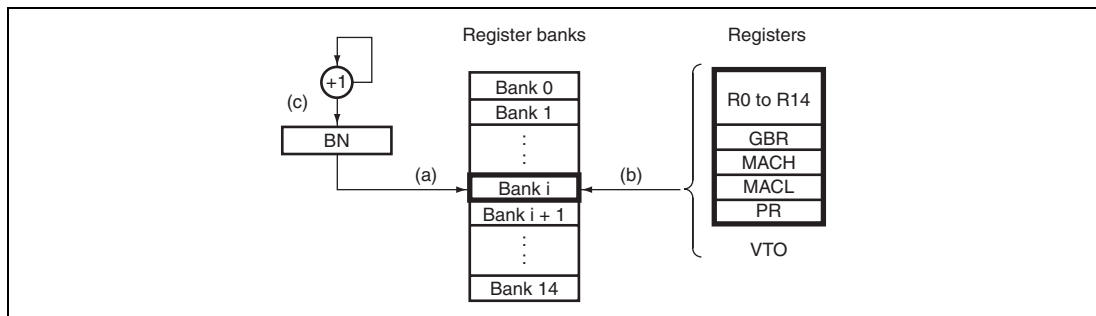 Register banks
Registers
+1
(c)
BN
(a)
Bank 0
Bank 1
Bank i
Bank i + 1
Bank 14
(b)
R0 to R14
GBR
MACH
MACL
PR
VTO